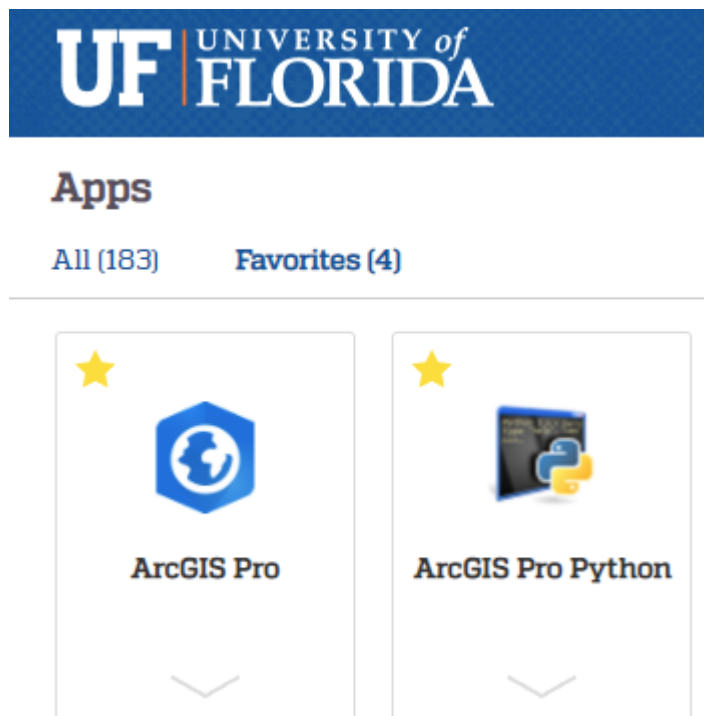 UF UNIVERSITY of
FLORIDA
Apps
All (183) Favorites (4)
ArcGIS Pro ArcGIS Pro Python